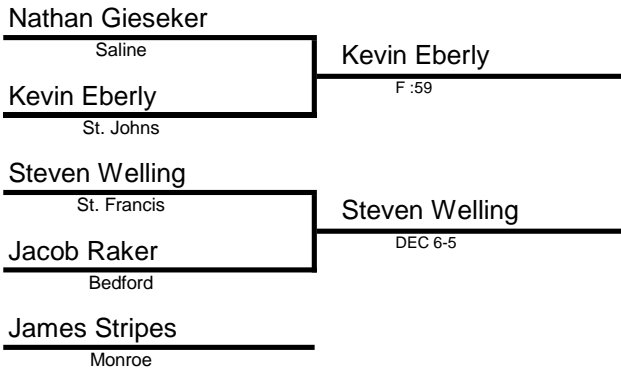 Nathan Gieseker
Saline
Kevin Eberly
St. Johns
Kevin Eberly
F :59
Steven Welling
St. Francis
Jacob Raker
Bedford
Steven Welling
DEC 6-5
James Stripes
Monroe